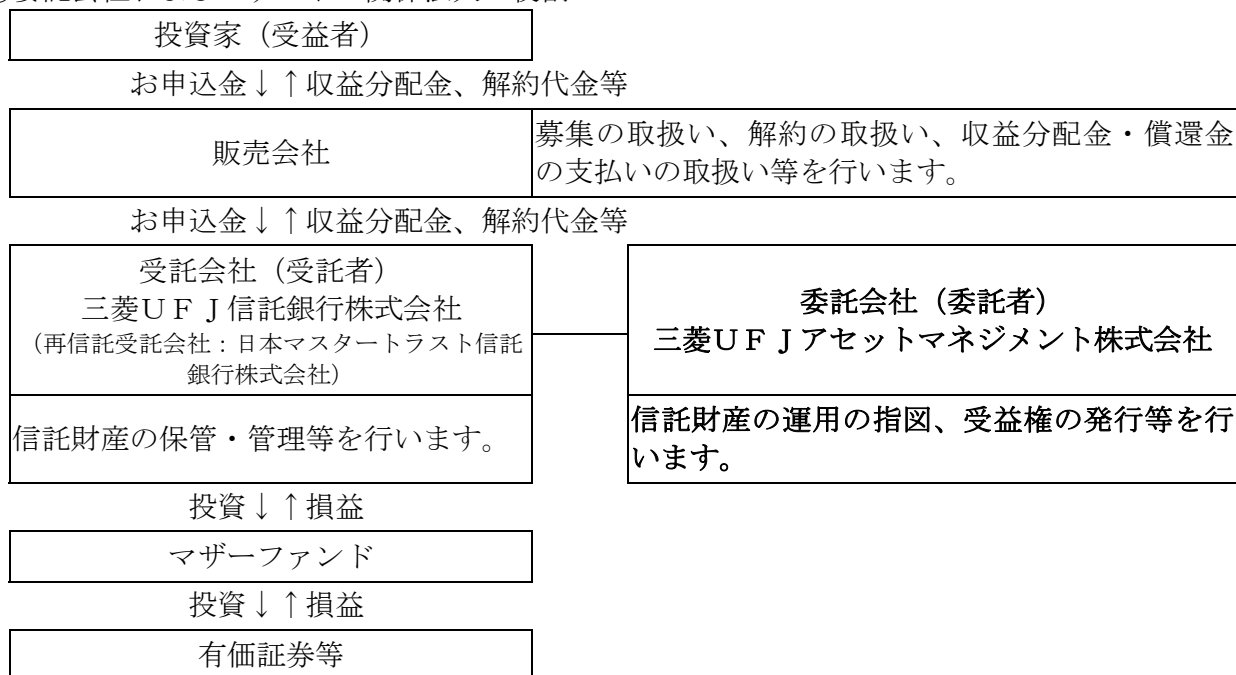 投資家（受益者）
お申込金↓↑収益分配金、解約代金等
販売会社
募集の取扱い、解約の取扱い、収益分配金・償還金
の支払いの取扱い等を行います。
お申込金↓↑収益分配金、解約代金等
受託会社（受託者）
三菱ＵＦＪ信託銀行株式会社
（再信託受託会社：日本マスタートラスト信託
銀行株式会社）
委託会社（委託者）
三菱ＵＦＪアセットマネジメント株式会社
信託財産の保管・管理等を行います。
信託財産の運用の指図、受益権の発行等を行
います。
投資↓↑損益
マザーファンド
投資↓↑損益
有価証券等